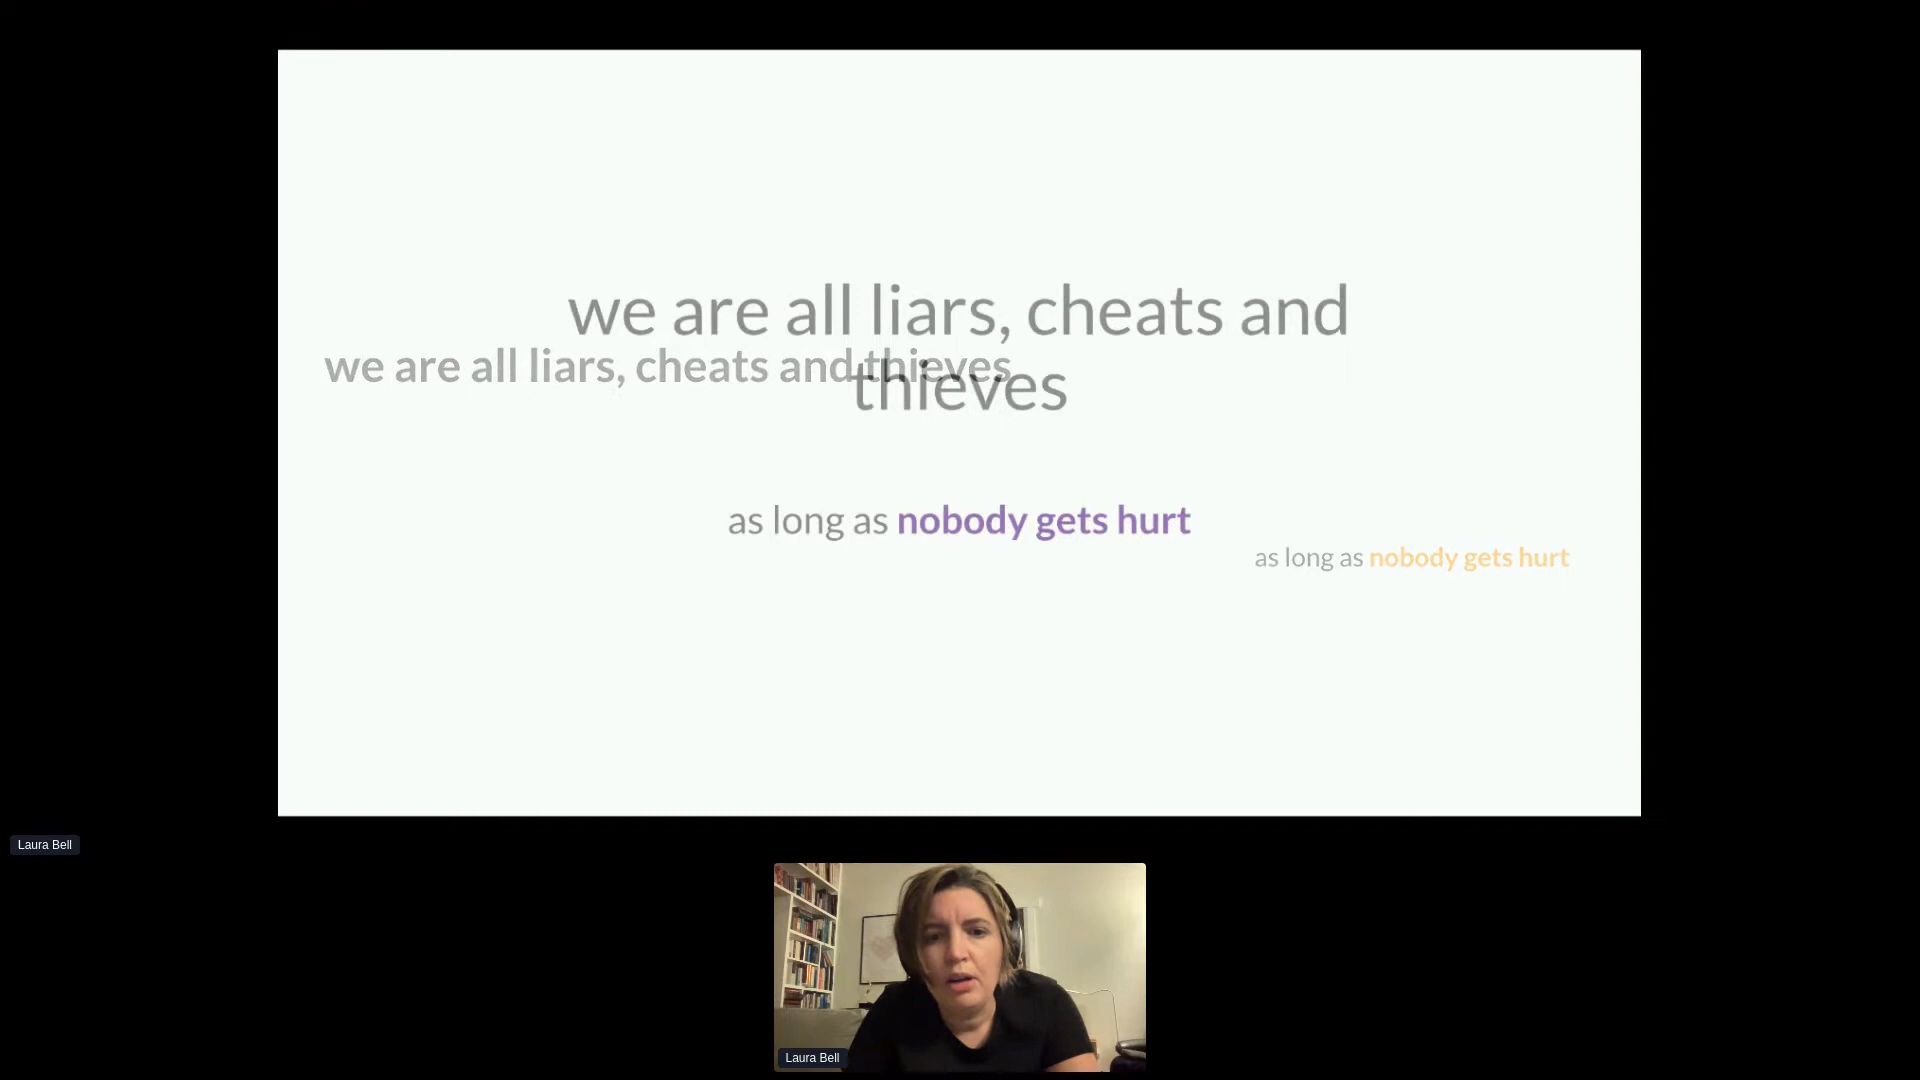 we are all liars, cheats and
thieves
we are all liars, cheats and thieves
as long as nobody gets hurt
as long as nobody gets hurt
Laura Bell
Laura Bell